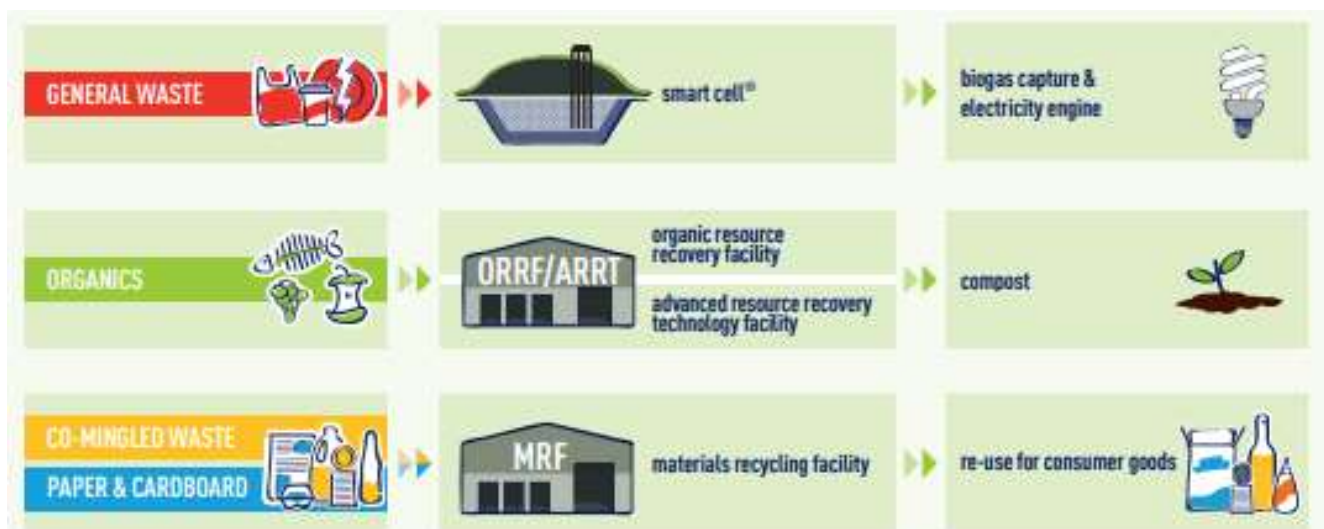 GENERAL WASTE
smart cell®
biogas capture &
electricity engine
ORGANICS
ORRF/ARRT
organic resource
recovery facility
advanced resource recovery
technology facility
compost
CO-MINGLED WASTE
PAPER & CARDBOARD
MRF
materials recycling facility
re-use for consumer goods